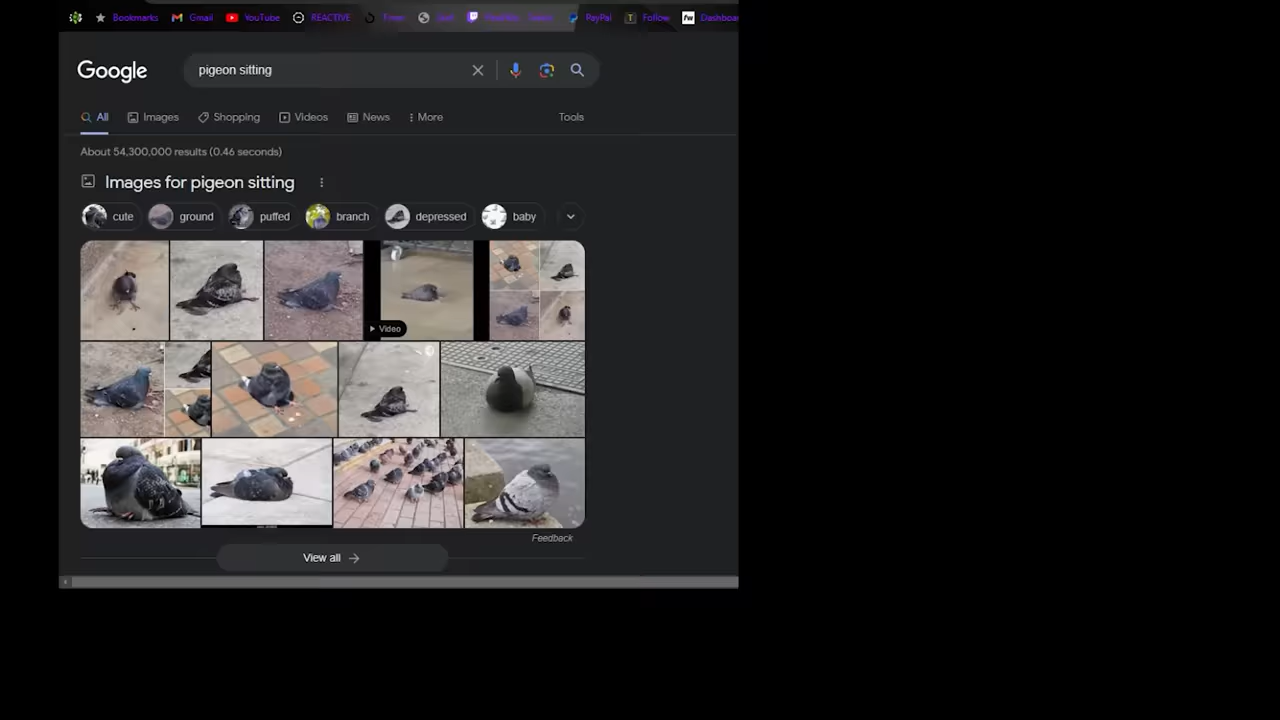 Bookmarks Gmail YouTube REACTIVE PayPal T Follow fw Dashboar
Google pigeon sitting
All Images Shopping Videos News More Tools
About 54,300,000 results (0.46 seconds)
Images for pigeon sitting
cute ground puffed branch depressed baby
Video
Feedback
View all